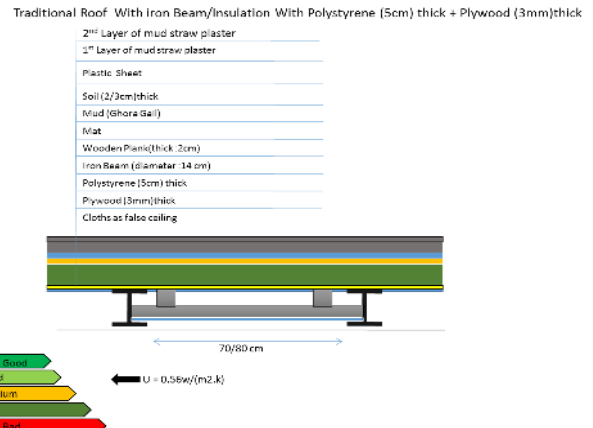 Traditional Roof With iron Beam/Insulation With Polystyrene (5cm) thick + Plywood (3mm)thick
2nd Layer of mud straw plaster
1st Layer of mud straw plaster
Plastic Sheet
Soil (2/3cm)thick
Mud (Ghora Gail)
Mat
Wooden Plank(thick :2cm)
Iron Beam (diameter :14 cm)
Polystyrene (5cm) thick
Plywood (3mm)thick
Cloths as false ceiling
70/80 cm
Good
d
U = 0.56w/(m2.k)
ium
Bad